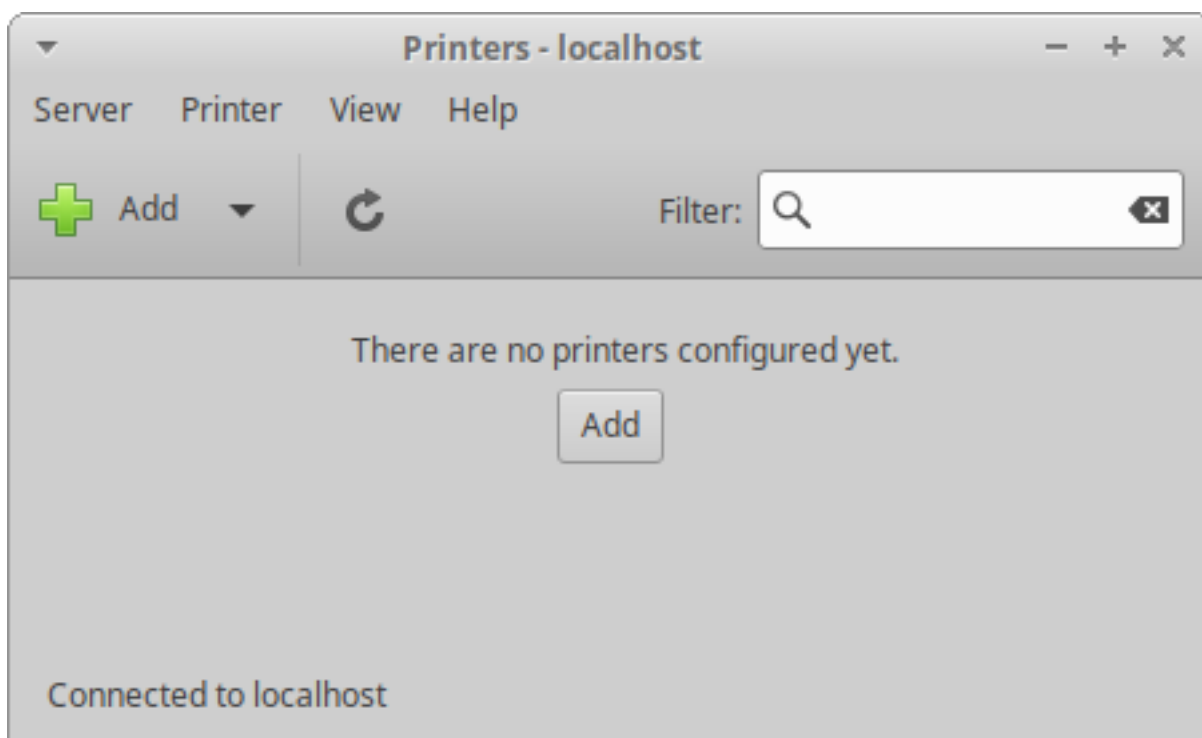 Printers - localhost
Server Printer View Help
Add Filter:
There are no printers configured yet.
Add
Connected to localhost